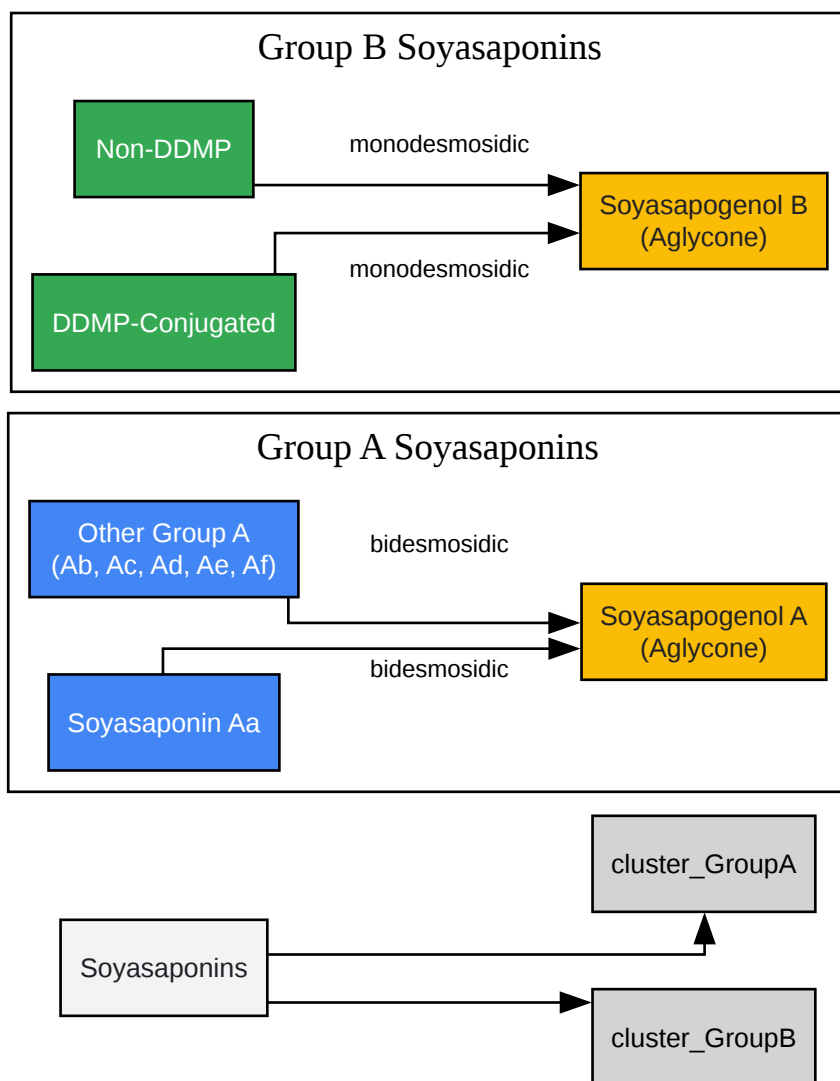 Group B Soyasaponins
Non-DDMP
monodesmosidic
Soyasapogenol B
(Aglycone)
monodesmosidic
DDMP-Conjugated
Group A Soyasaponins
Other Group A
(Ab, Ac, Ad, Ae, Af)
bidesmosidic
Soyasapogenol A
(Aglycone)
bidesmosidic
Soyasaponin Aa
cluster_GroupA
Soyasaponins
cluster_GroupB